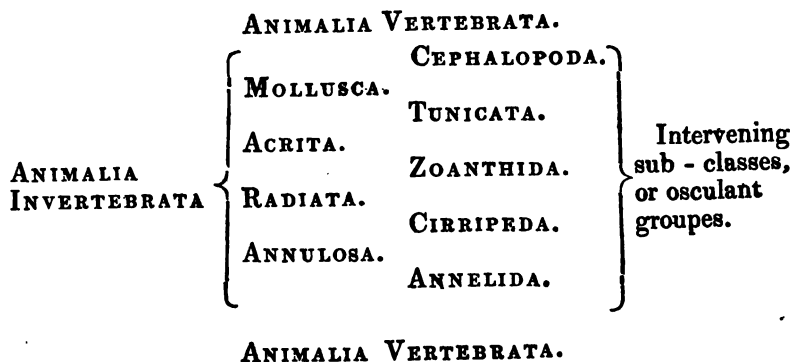 ANIMALIA VERTEBRATA.
CEPHALOPODA.
MOLLUSCA.
TUNICATA.
ACRITA.
ZOANTHIDA.
RADIATA.
CIRRIPEDA.
ANNULOSA.
ANNELIDA.
ANIMALIA
INVERTEBRATA
Intervening
sub - classes,
or osculant
groupes.
ANIMALIA VERTEBRATA.